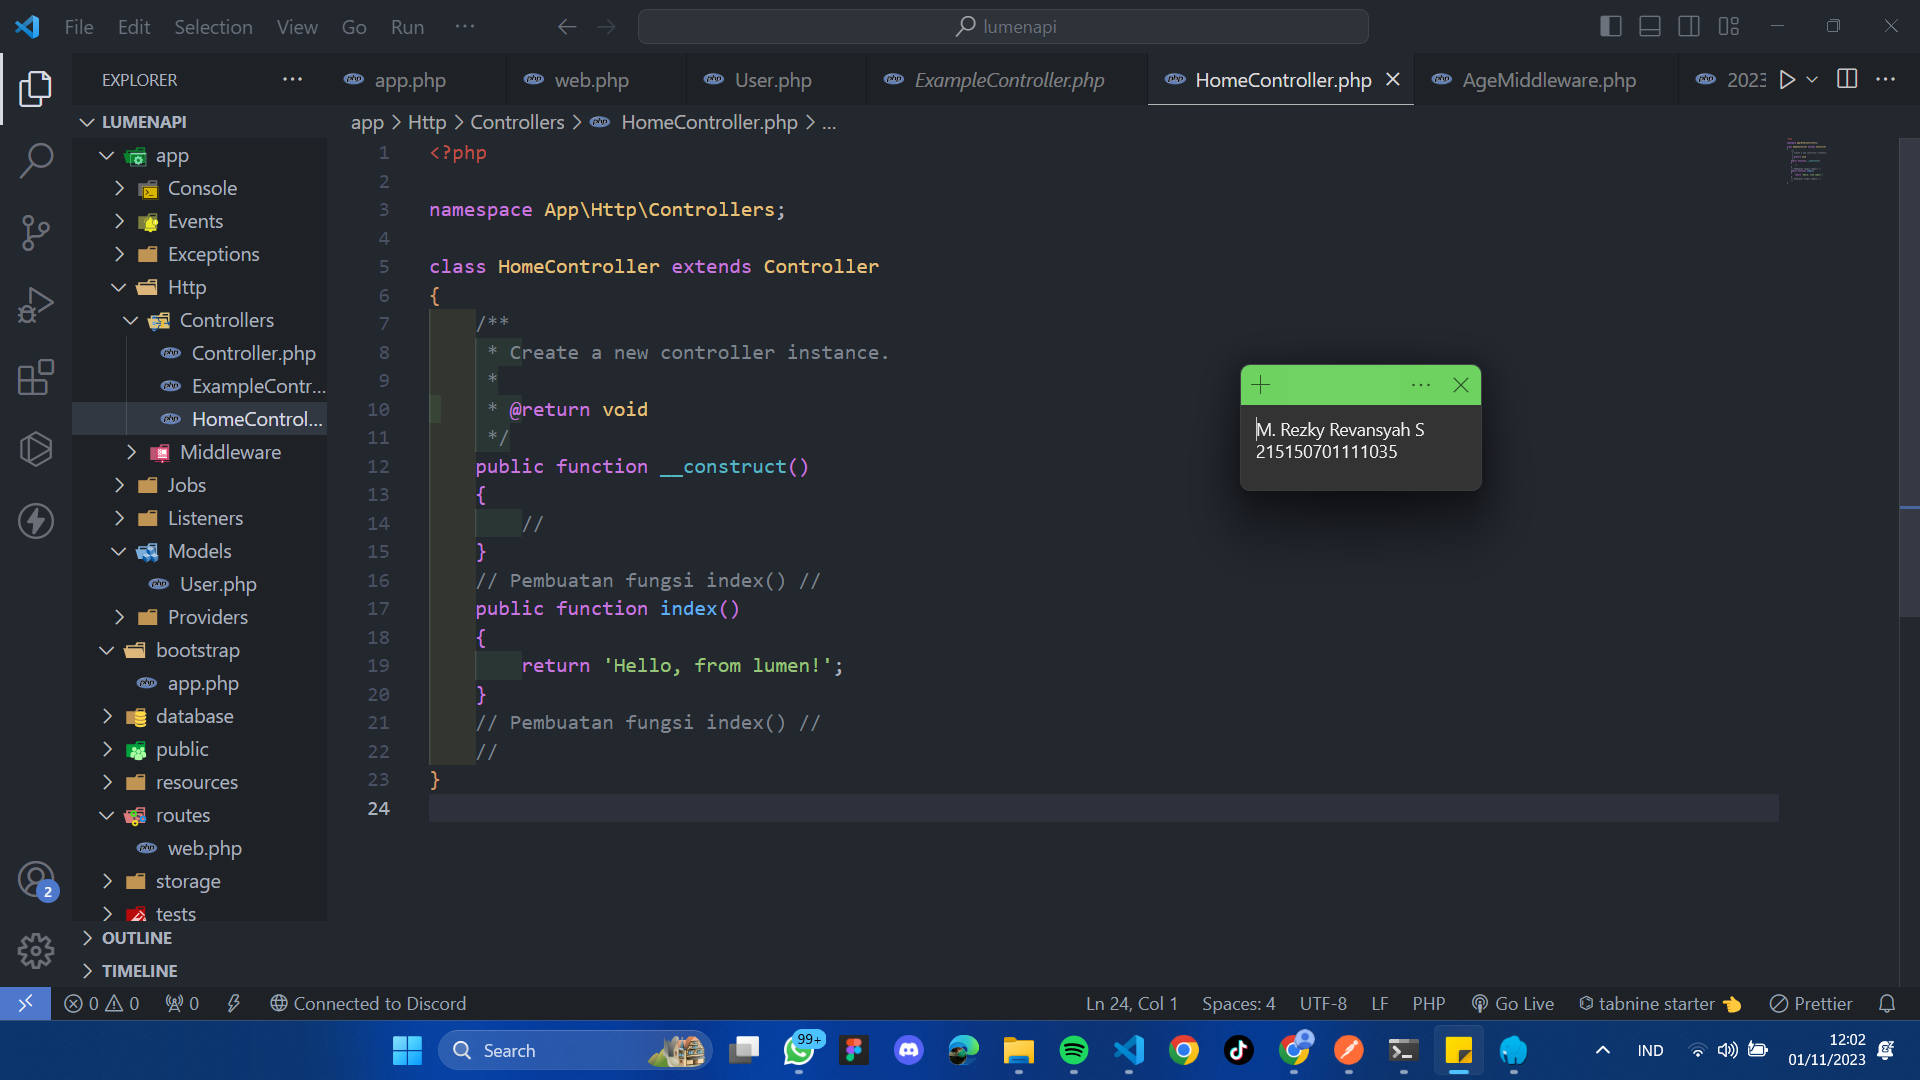 File Edit Selection View Go Run ···
lumenapi
EXPLORER ···
app.php
web.php
User.php
ExampleController.php
HomeController.php
AgeMiddleware.php
2023
LUMENAPI
app > Http > Controllers > HomeController.php > ...
app
Console
Events
Exceptions
Http
Controllers
Controller.php
ExampleContr...
HomeControl...
Middleware
Jobs
Listeners
Models
User.php
Providers
bootstrap
app.php
database
public
resources
routes
web.php
storage
tests
OUTLINE
TIMELINE
1 <?php
2
3 namespace App\Http\Controllers;
4
5 class HomeController extends Controller
6 {
7 /**
8 * Create a new controller instance.
9 *
10 * @return void
11 */
12 public function __construct()
13 {
14 //
15 }
16 // Pembuatan fungsi index() //
17 public function index()
18 {
19 return 'Hello, from lumen!';
20 }
21 // Pembuatan fungsi index() //
22 //
23 }
24
M. Rezky Revansyah S
215150701111035
2
0 0 0 Connected to Discord
Ln 24, Col 1 Spaces: 4 UTF-8 LF PHP Go Live tabnine starter Prettier
Search
99+
IND
12:02
01/11/2023